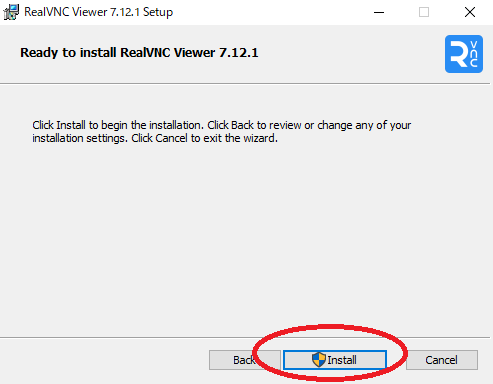 RealVNC Viewer 7.12.1 Setup
Ready to install RealVNC Viewer 7.12.1
R VNC
Click Install to begin the installation. Click Back to review or change any of your
installation settings. Click Cancel to exit the wizard.
Back
Install
Cancel